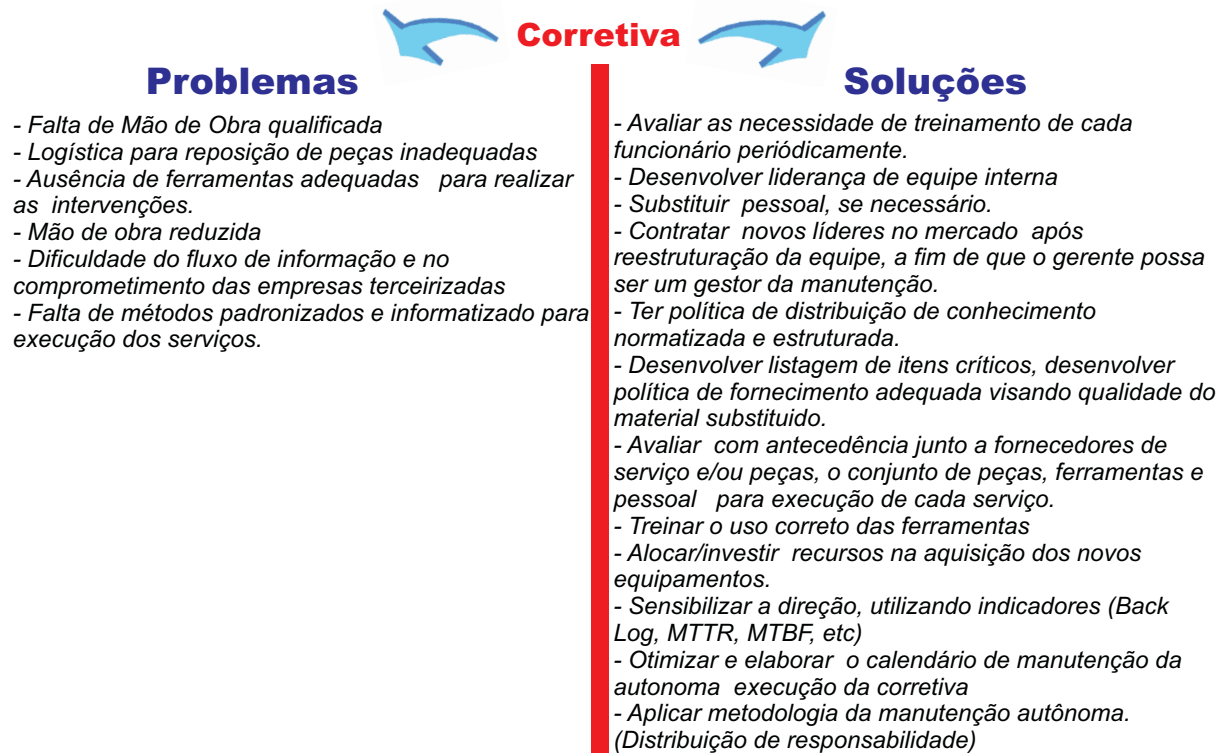 Corretiva
Problemas
- Falta de Mão de Obra qualificada
- Logística para reposição de peças inadequadas
- Ausência de ferramentas adequadas para realizar
as intervenções.
- Mão de obra reduzida
- Dificuldade do fluxo de informação e no
comprometimento das empresas terceirizadas
- Falta de métodos padronizados e informatizado para
execução dos serviços.
Soluções
- Avaliar as necessidade de treinamento de cada
funcionário periódicamente.
- Desenvolver liderança de equipe interna
- Substituir pessoal, se necessário.
- Contratar novos líderes no mercado após
reestruturação da equipe, a fim de que o gerente possa
ser um gestor da manutenção.
- Ter política de distribuição de conhecimento
normatizada e estruturada.
- Desenvolver listagem de itens críticos, desenvolver
política de fornecimento adequada visando qualidade do
material substituido.
- Avaliar com antecedência junto a fornecedores de
serviço e/ou peças, o conjunto de peças, ferramentas e
pessoal para execução de cada serviço.
- Treinar o uso correto das ferramentas
- Alocar/investir recursos na aquisição dos novos
equipamentos.
- Sensibilizar a direção, utilizando indicadores (Back
Log, MTTR, MTBF, etc)
- Otimizar e elaborar o calendário de manutenção da
autonoma execução da corretiva
- Aplicar metodologia da manutenção autônoma.
(Distribuição de responsabilidade)